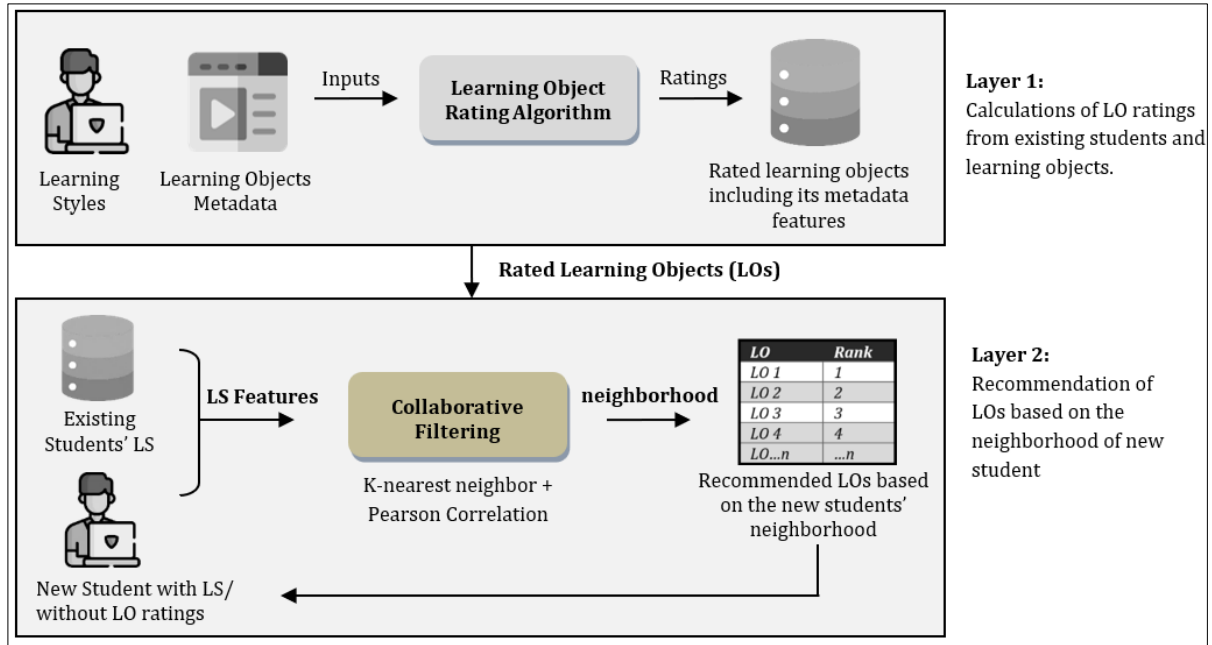 Inputs
Learning Object
Rating Algorithm
Ratings
Learning
Styles
Learning Objects
Metadata
Rated learning objects
including its metadata
features
Layer 1:
Calculations of LO ratings
from existing students and
learning objects.
Rated Learning Objects (LOs)
Existing
Students' LS
LS Features
Collaborative
Filtering
K-nearest neighbor +
Pearson Correlation
neighborhood
LO Rank
LO 1 1
LO 2 2
LO 3 3
LO 4 4
LO...n ...n
Recommended LOs based
on the new students'
neighborhood
New Student with LS/
without LO ratings
Layer 2:
Recommendation of
LOs based on the
neighborhood of new
student